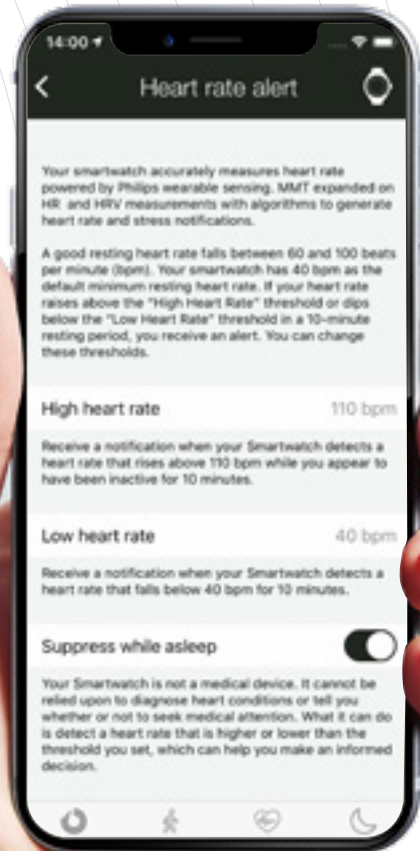 14:00
Heart rate alert
Your smartwatch accurately measures heart rate
powered by Philips wearable sensing. MMT expanded on
HR and HRV measurements with algorithms to generate
heart rate and stress notifications.
A good resting heart rate falls between 60 and 100 beats
per minute (bpm). Your smartwatch has 40 bpm as the
default minimum resting heart rate. If your heart rate
raises above the "High Heart Rate" threshold or dips
below the "Low Heart Rate" threshold in a 10-minute
resting period, you receive an alert. You can change
these thresholds.
High heart rate 110 bpm
Receive a notification when your Smartwatch detects a
heart rate that rises above 110 bpm while you appear to
have been inactive for 10 minutes.
Low heart rate 40 bpm
Receive a notification when your Smartwatch detects a
heart rate that falls below 40 bpm for 10 minutes.
Suppress while asleep
Your Smartwatch is not a medical device. It cannot be
relied upon to diagnose heart conditions or tell you
whether or not to seek medical attention. What it can do
is detect a heart rate that is higher or lower than the
threshold you set, which can help you make an informed
decision.